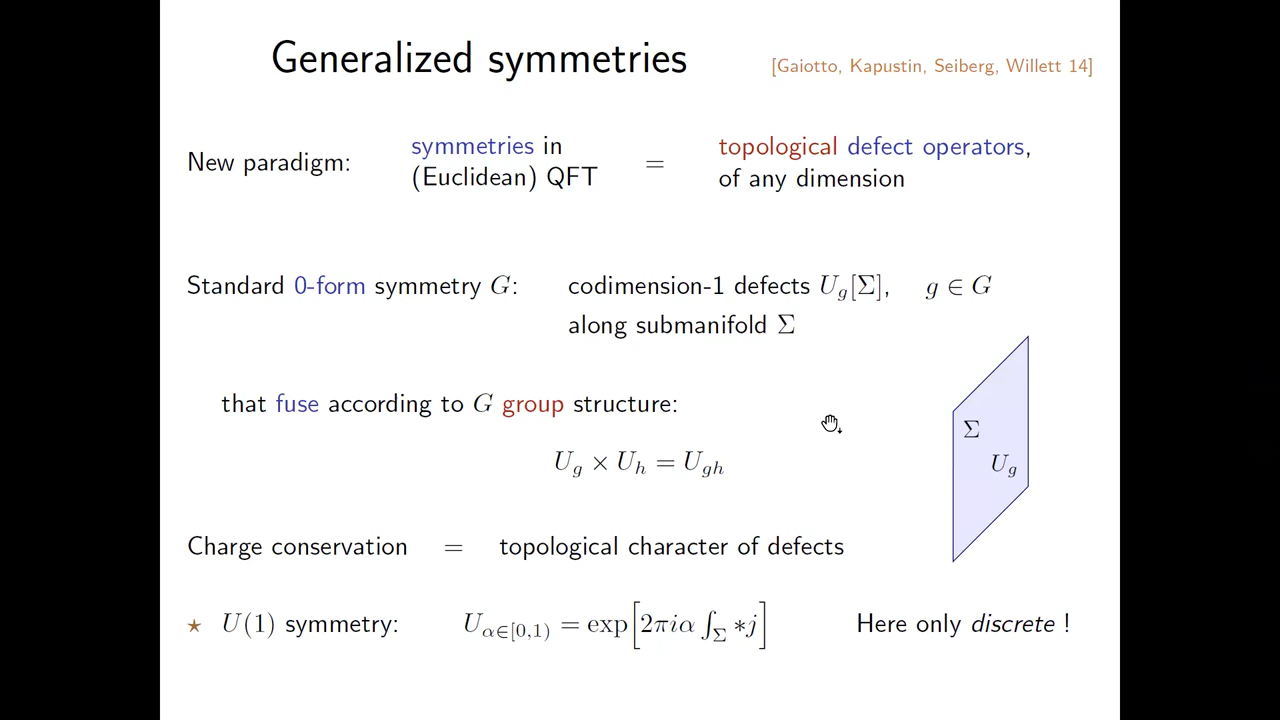 Generalized symmetries [Gaiotto, Kapustin, Seiberg, Willett 14]
New paradigm: symmetries in (Euclidean) QFT = topological defect operators, of any dimension
Standard 0-form symmetry G: codimension-1 defects U_g[Σ], g ∈ G
along submanifold Σ
that fuse according to G group structure:
Σ
U_g
U_g × U_h = U_{gh}
Charge conservation = topological character of defects
⋆ U(1) symmetry: U_{α∈[0,1)} = exp[2πiα ∫_Σ *j] Here only discrete !